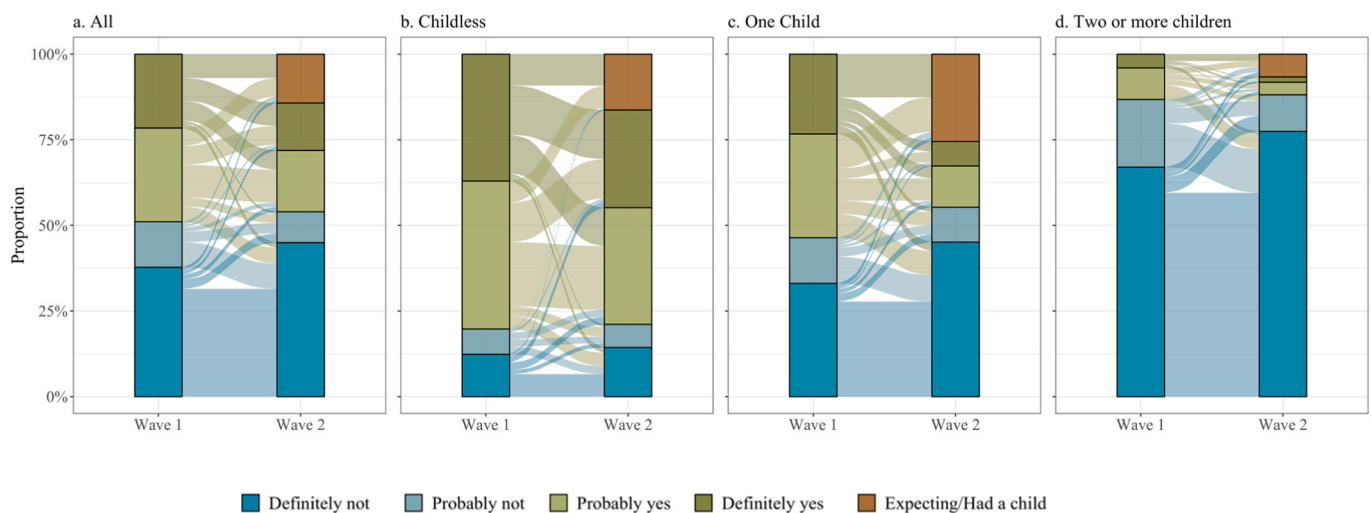 a. All
b. Childless
c. One Child
d. Two or more children
Proportion
100%
75%
50%
25%
0%
Wave 1 Wave 2
Wave 1 Wave 2
Wave 1 Wave 2
Wave 1 Wave 2
Definitely not Probably not Probably yes Definitely yes Expecting/Had a child